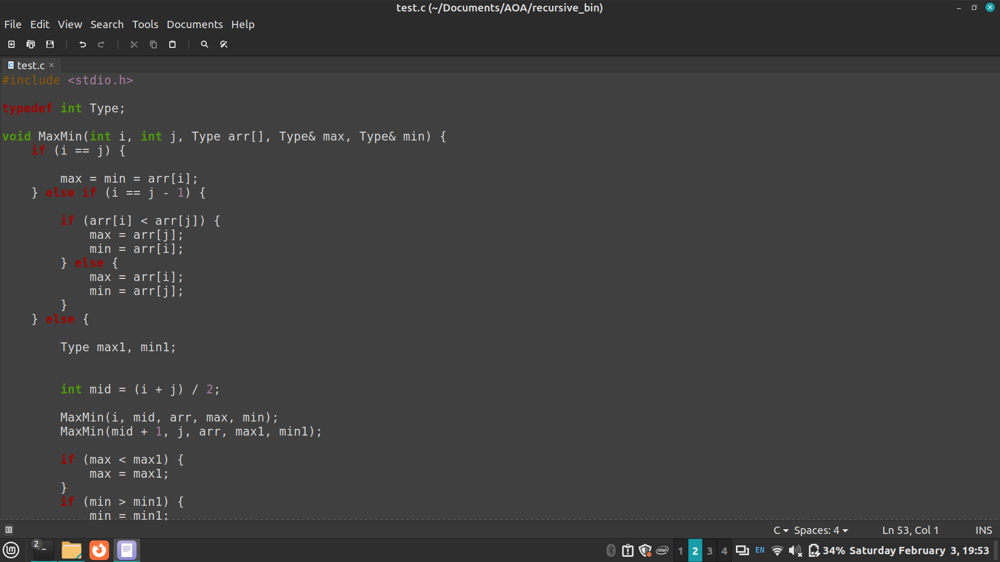 test.c (~/Documents/AOA/recursive_bin)
File Edit View Search Tools Documents Help
test.c
#include <stdio.h>
typedef int Type;
void MaxMin(int i, int j, Type arr[], Type& max, Type& min) {
    if (i == j) {
        max = min = arr[i];
    } else if (i == j - 1) {
        if (arr[i] < arr[j]) {
            max = arr[j];
            min = arr[i];
        } else {
            max = arr[i];
            min = arr[j];
        }
    } else {
        Type max1, min1;
        int mid = (i + j) / 2;
        MaxMin(i, mid, arr, max, min);
        MaxMin(mid + 1, j, arr, max1, min1);
        if (max < max1) {
            max = max1;
        }
        if (min > min1) {
            min = min1;
C Spaces: 4 Ln 53, Col 1 INS
2 intel 1 2 3 4 EN 34% Saturday February 3, 19:53